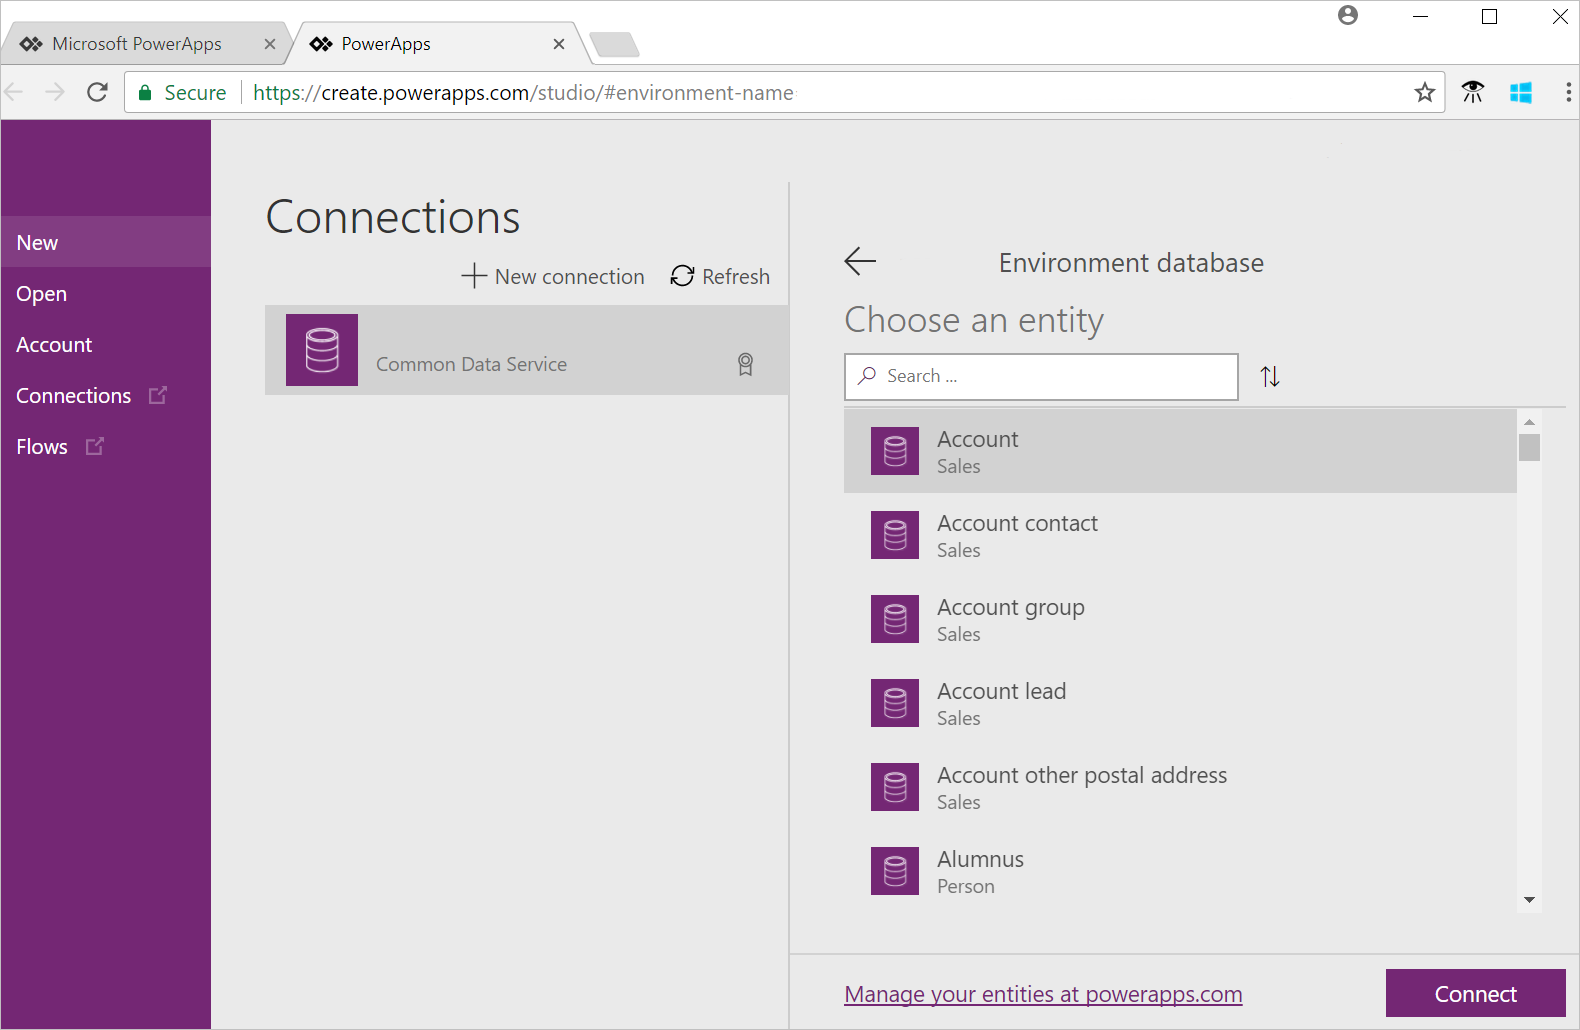 Microsoft PowerApps
PowerApps
Secure
https://create.powerapps.com/studio/#environment-name
New
Open
Account
Connections
Flows
Connections
New connection
Refresh
Common Data Service
Environment database
Choose an entity
Search ...
Account
Sales
Account contact
Sales
Account group
Sales
Account lead
Sales
Account other postal address
Sales
Alumnus
Person
Manage your entities at powerapps.com
Connect